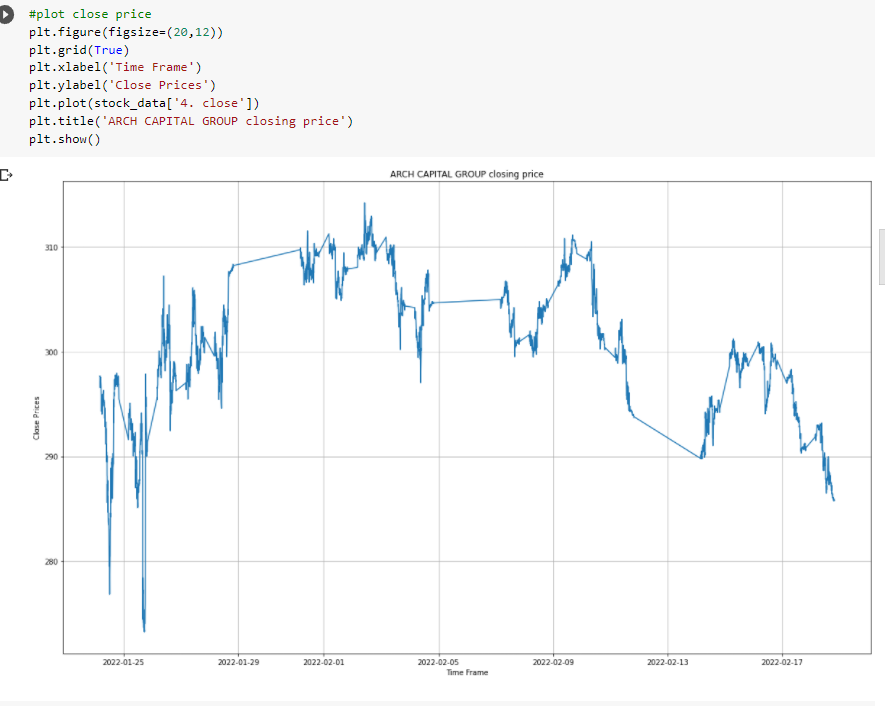 #plot close price
plt.figure(figsize=(20,12))
plt.grid(True)
plt.xlabel('Time Frame')
plt.ylabel('Close Prices')
plt.plot(stock_data['4. close'])
plt.title('ARCH CAPITAL GROUP closing price')
plt.show()
ARCH CAPITAL GROUP closing price
310
300
290
280
Close Prices
2022-01-25 2022-01-29 2022-02-01 2022-02-05 2022-02-09 2022-02-13 2022-02-17
Time Frame